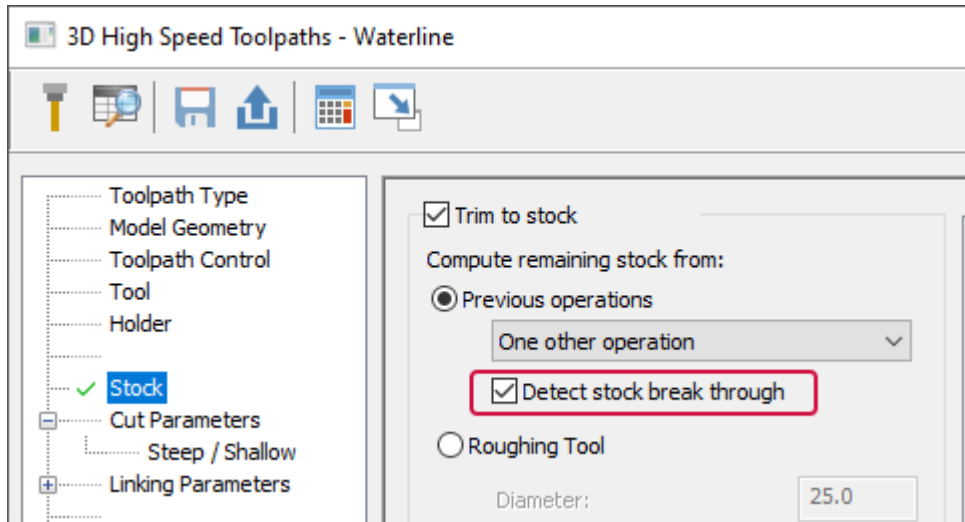 3D High Speed Toolpaths - Waterline
Toolpath Type
Model Geometry
Toolpath Control
Tool
Holder
Stock
Cut Parameters
Steep / Shallow
Linking Parameters
Trim to stock
Compute remaining stock from:
Previous operations
One other operation
Detect stock break through
Roughing Tool
Diameter: 25.0